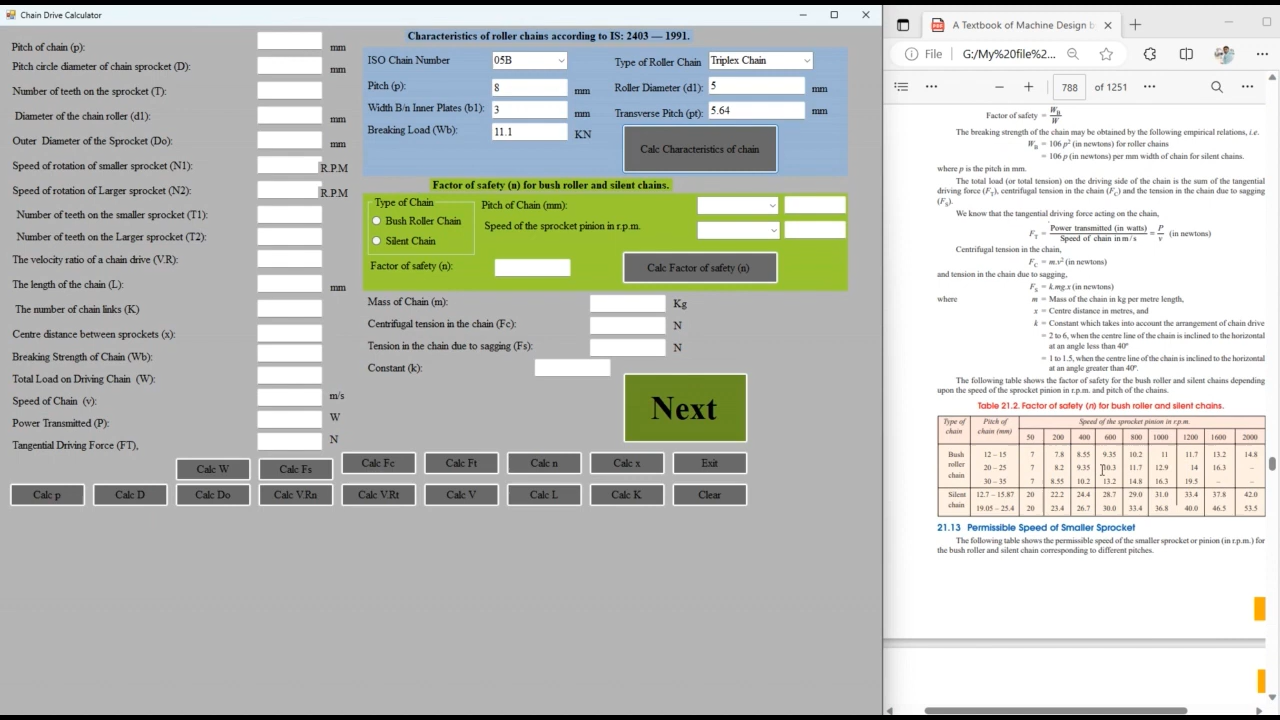 Chain Drive Calculator
Pitch of chain (p):
mm
Pitch circle diameter of chain sprocket (D):
mm
Number of teeth on the sprocket (T):
Diameter of the chain roller (d1):
mm
Outer Diameter of the Sprocket (Do):
mm
Speed of rotation of smaller sprocket (N1):
R.P.M
Speed of rotation of Larger sprocket (N2):
R.P.M
Number of teeth on the smaller sprocket (T1):
Number of teeth on the Larger sprocket (T2):
The velocity ratio of a chain drive (V.R):
The length of the chain (L):
mm
The number of chain links (K)
Centre distance between sprockets (x):
Breaking Strength of Chain (Wb):
Total Load on Driving Chain (W):
Speed of Chain (v):
m/s
Power Transmitted (P):
W
Tangential Driving Force (FT),
N
Characteristics of roller chains according to IS: 2403 — 1991.
ISO Chain Number
05B
Type of Roller Chain
Triplex Chain
Pitch (p):
8
mm
Roller Diameter (d1):
5
mm
Width B/n Inner Plates (b1):
3
mm
Transverse Pitch (pt):
5.64
mm
Breaking Load (Wb):
11.1
KN
Calc Characteristics of chain
Factor of safety (n) for bush roller and silent chains.
Type of Chain
Bush Roller Chain
Silent Chain
Pitch of Chain (mm):
Speed of the sprocket pinion in r.p.m.
Factor of safety (n):
Calc Factor of safety (n)
Mass of Chain (m):
Kg
Centrifugal tension in the chain (Fc):
N
Tension in the chain due to sagging (Fs):
N
Constant (k):
Next
Calc W
Calc Fs
Calc Fc
Calc Ft
Calc n
Calc x
Exit
Calc p
Calc D
Calc Do
Calc V.Rn
Calc V.Rt
Calc V
Calc L
Calc K
Clear
A Textbook of Machine Design b
File
G:/My%20file%2...
788
of 1251
Factor of safety = W_B / W
The breaking strength of the chain may be obtained by the following empirical relations, i.e.
W_B = 106 p² (in newtons) for roller chains
= 106 p (in newtons) per mm width of chain for silent chains.
where p is the pitch in mm.
The total load (or total tension) on the driving side of the chain is the sum of the tangential
driving force (F_T), centrifugal tension in the chain (F_C) and the tension in the chain due to sagging
(F_S).
We know that the tangential driving force acting on the chain,
F_T = Power transmitted (in watts) / Speed of chain in m / s = P / v (in newtons)
Centrifugal tension in the chain,
F_C = m.v² (in newtons)
and tension in the chain due to sagging,
F_S = k.mg.x (in newtons)
where m = Mass of the chain in kg per metre length,
x = Centre distance in metres, and
k = Constant which takes into account the arrangement of chain drive
= 2 to 6, when the centre line of the chain is inclined to the horizontal
at an angle less than 40º
= 1 to 1.5, when the centre line of the chain is inclined to the horizontal
at an angle greater than 40º.
The following table shows the factor of safety for the bush roller and silent chains depending
upon the speed of the sprocket pinion in r.p.m. and pitch of the chains.
Table 21.2. Factor of safety (n) for bush roller and silent chains.
Type of chain
Pitch of chain (mm)
Speed of the sprocket pinion in r.p.m.
50 200 400 600 800 1000 1200 1600 2000
Bush roller chain
12 – 15 7 7.8 8.55 9.35 10.2 11 11.7 13.2 14.8
20 – 25 7 8.2 9.35 10.3 11.7 12.9 14 16.3 –
30 – 35 7 8.55 10.2 13.2 14.8 16.3 19.5 – –
Silent chain
12.7 – 15.87 20 22.2 24.4 28.7 29.0 31.0 33.4 37.8 42.0
19.05 – 25.4 20 23.4 26.7 30.0 33.4 36.8 40.0 46.5 53.5
21.13 Permissible Speed of Smaller Sprocket
The following table shows the permissible speed of the smaller sprocket or pinion (in r.p.m.) for
the bush roller and silent chain corresponding to different pitches.